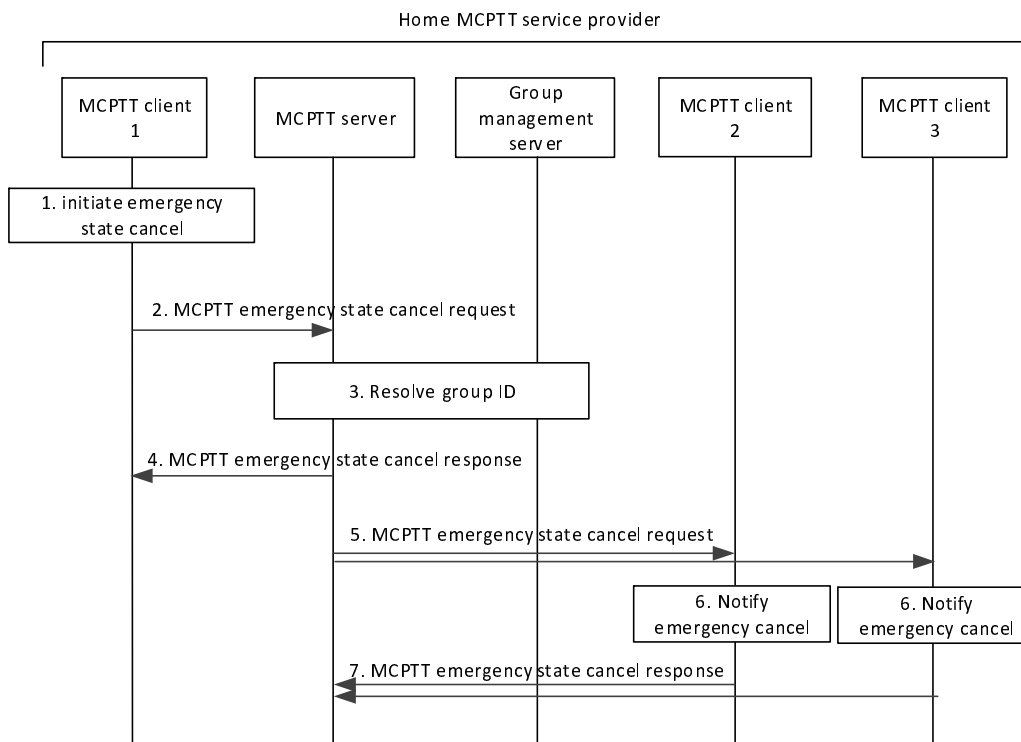 Home MCPTT service provider
MCPTT client
1
MCPTT server
Group
management
server
MCPTT client
2
MCPTT client
3
1. initiate emergency
state cancel
2. MCPTT emergency state cancel request
3. Resolve group ID
4. MCPTT emergency state cancel response
5. MCPTT emergency state cancel request
6. Notify
emergency cancel
6. Notify
emergency cancel
7. MCPTT emergency state cancel response